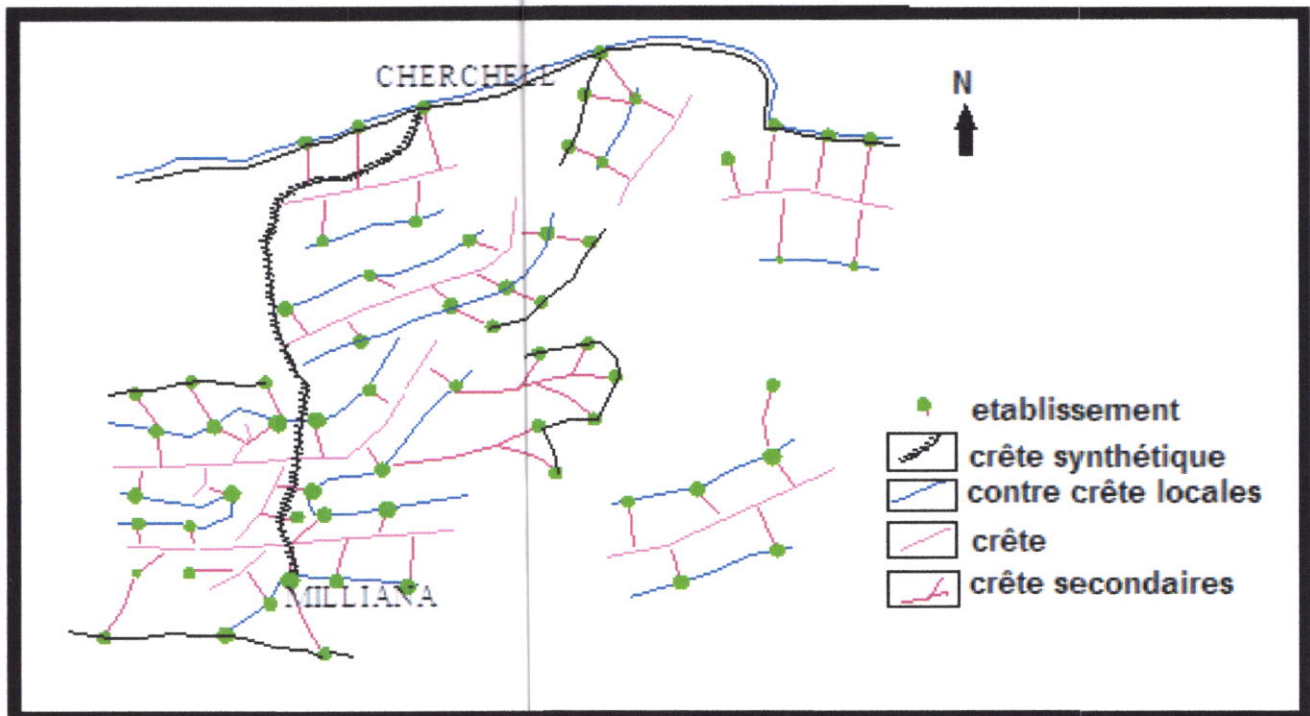 CHERCHELL
N
etablissement
crête synthétique
contre crête locales
crête
crête secondaires
MILLIANA